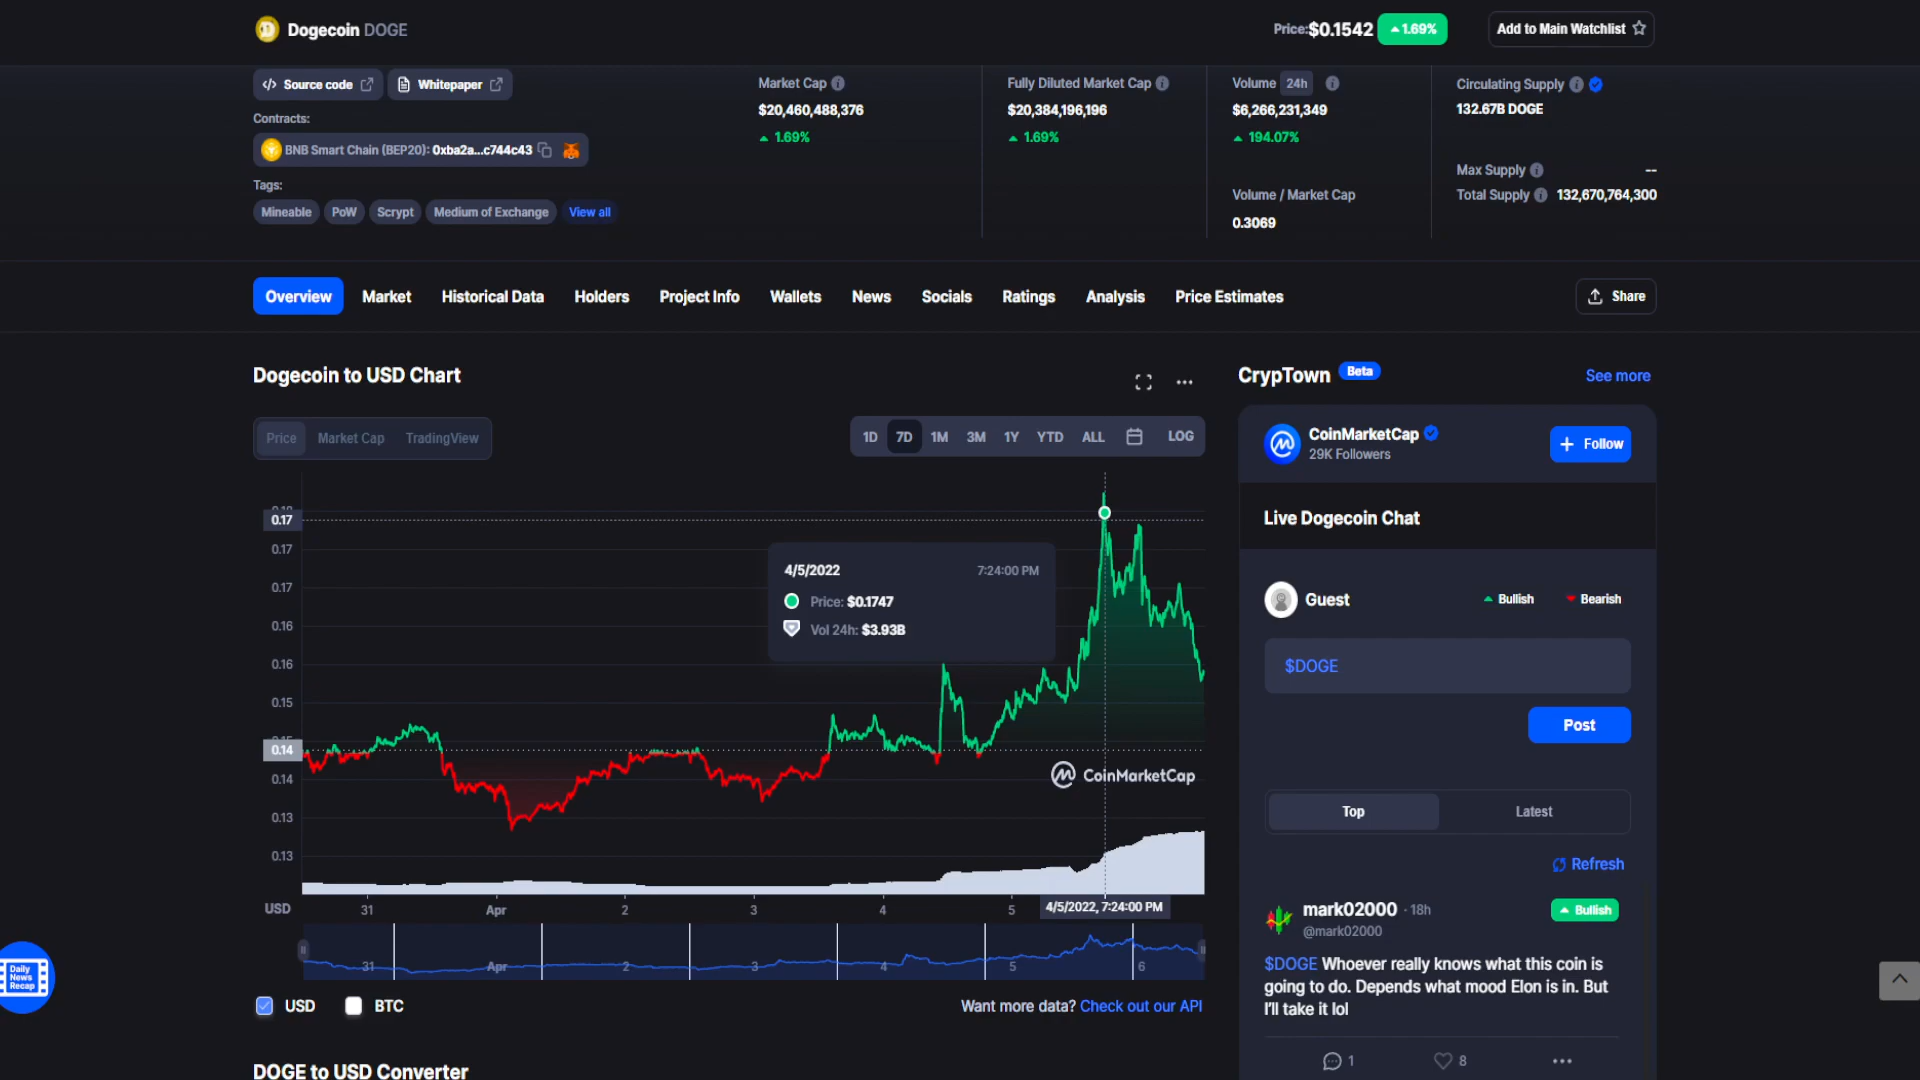 Dogecoin DOGE
Price:$0.1542
1.69%
Add to Main Watchlist
Source code
Whitepaper
Contracts:
BNB Smart Chain (BEP20): 0xba2a...c744c43
Tags:
Mineable
PoW
Scrypt
Medium of Exchange
View all
Market Cap
$20,460,488,376
1.69%
Fully Diluted Market Cap
$20,384,196,196
1.69%
Volume 24h
$6,266,231,349
194.07%
Volume / Market Cap
0.3069
Circulating Supply
132.67B DOGE
Max Supply --
Total Supply 132,670,764,300
Overview
Market
Historical Data
Holders
Project Info
Wallets
News
Socials
Ratings
Analysis
Price Estimates
Share
Dogecoin to USD Chart
Price
Market Cap
TradingView
1D
7D
1M
3M
1Y
YTD
ALL
LOG
0.17
0.17
0.17
0.16
0.16
0.15
0.14
0.14
0.13
0.13
4/5/2022
7:24:00 PM
Price: $0.1747
Vol 24h: $3.93B
CoinMarketCap
USD
31
Apr
2
3
4
5
4/5/2022, 7:24:00 PM
31
Apr
2
3
4
5
6
USD
BTC
Want more data? Check out our API
DOGE to USD Converter
CrypTown Beta
See more
CoinMarketCap
29K Followers
+ Follow
Live Dogecoin Chat
Guest
Bullish
Bearish
$DOGE
Post
Top
Latest
Refresh
mark02000 · 18h
@mark02000
Bullish
$DOGE Whoever really knows what this coin is
going to do. Depends what mood Elon is in. But
I'll take it lol
1
8
Daily
News
Recap